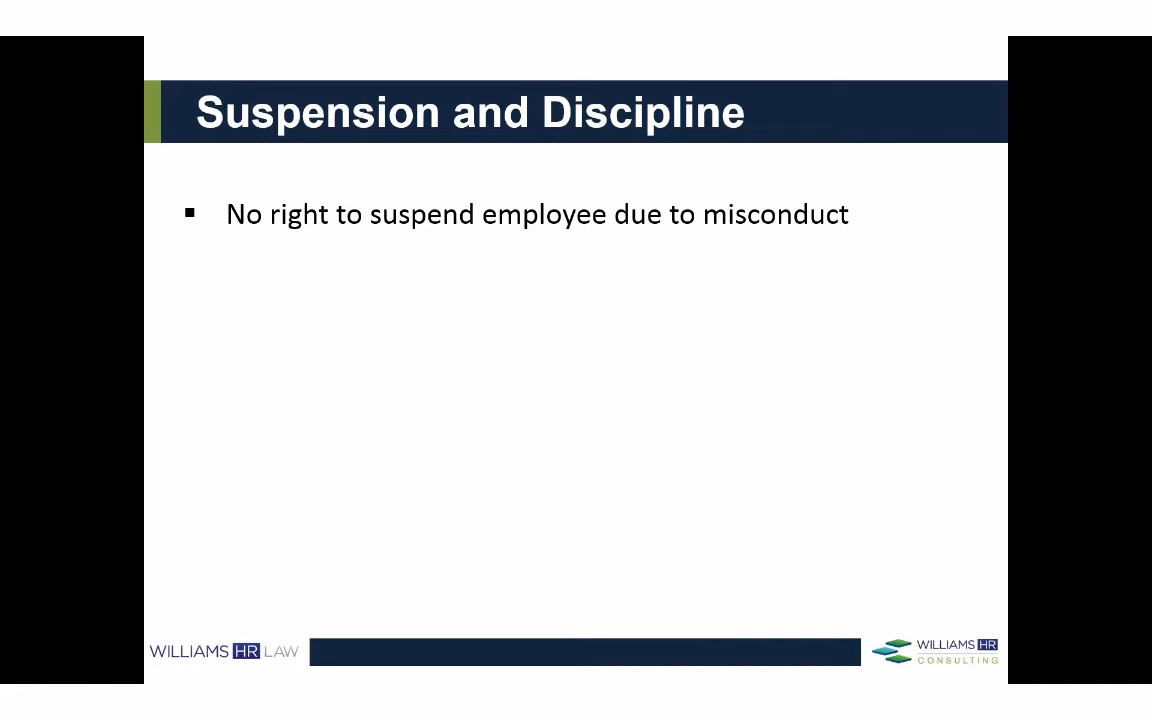 Suspension and Discipline
▪ No right to suspend employee due to misconduct
WILLIAMS HR LAW
WILLIAMS HR
CONSULTING